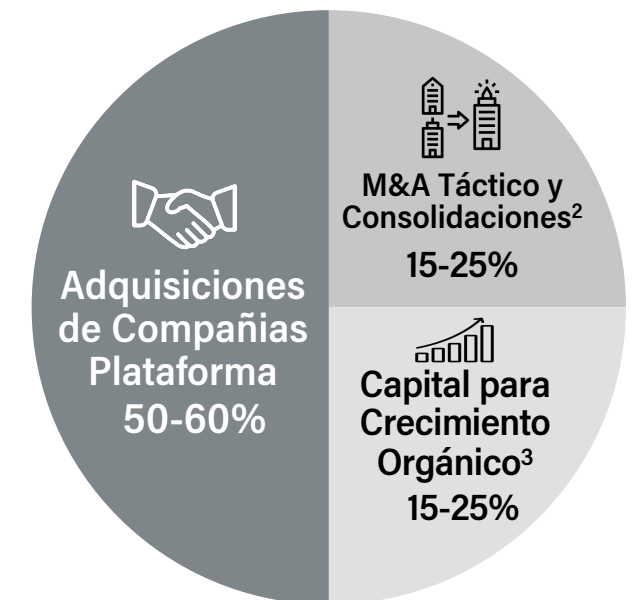 Adquisiciones
de Compañias
Plataforma
50-60%
M&A Táctico y
Consolidaciones²
15-25%
Capital para
Crecimiento
Orgánico³
15-25%